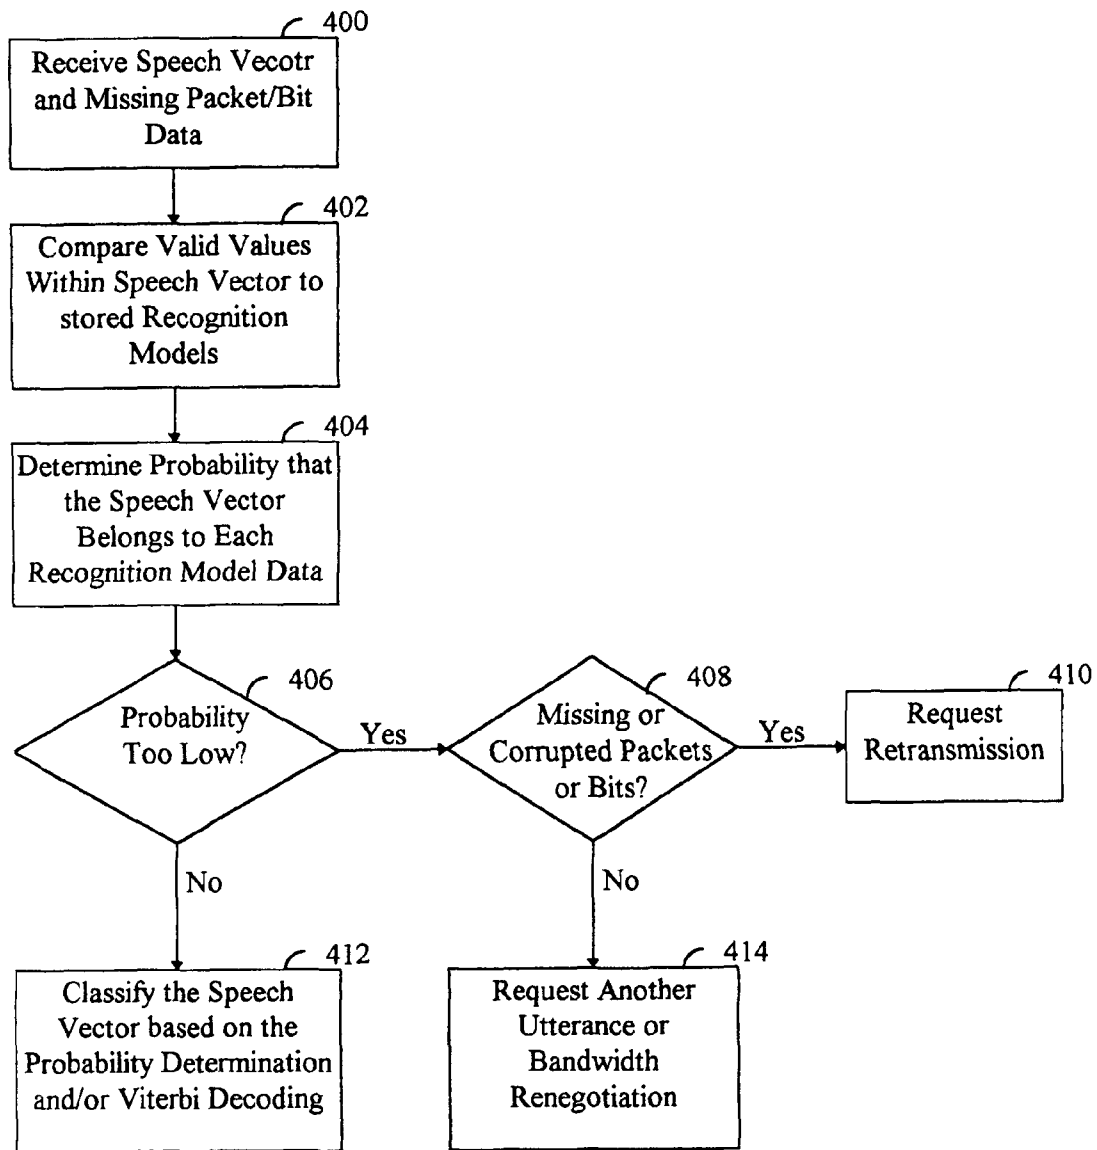 400
Receive Speech Vecotr
and Missing Packet/Bit
Data
402
Compare Valid Values
Within Speech Vector to
stored Recognition
Models
404
Determine Probability that
the Speech Vector
Belongs to Each
Recognition Model Data
406
Probability
Too Low?
Yes
408
Missing or
Corrupted Packets
or Bits?
Yes
410
Request
Retransmission
No
No
412
Classify the Speech
Vector based on the
Probability Determination
and/or Viterbi Decoding
414
Request Another
Utterance or
Bandwidth
Renegotiation